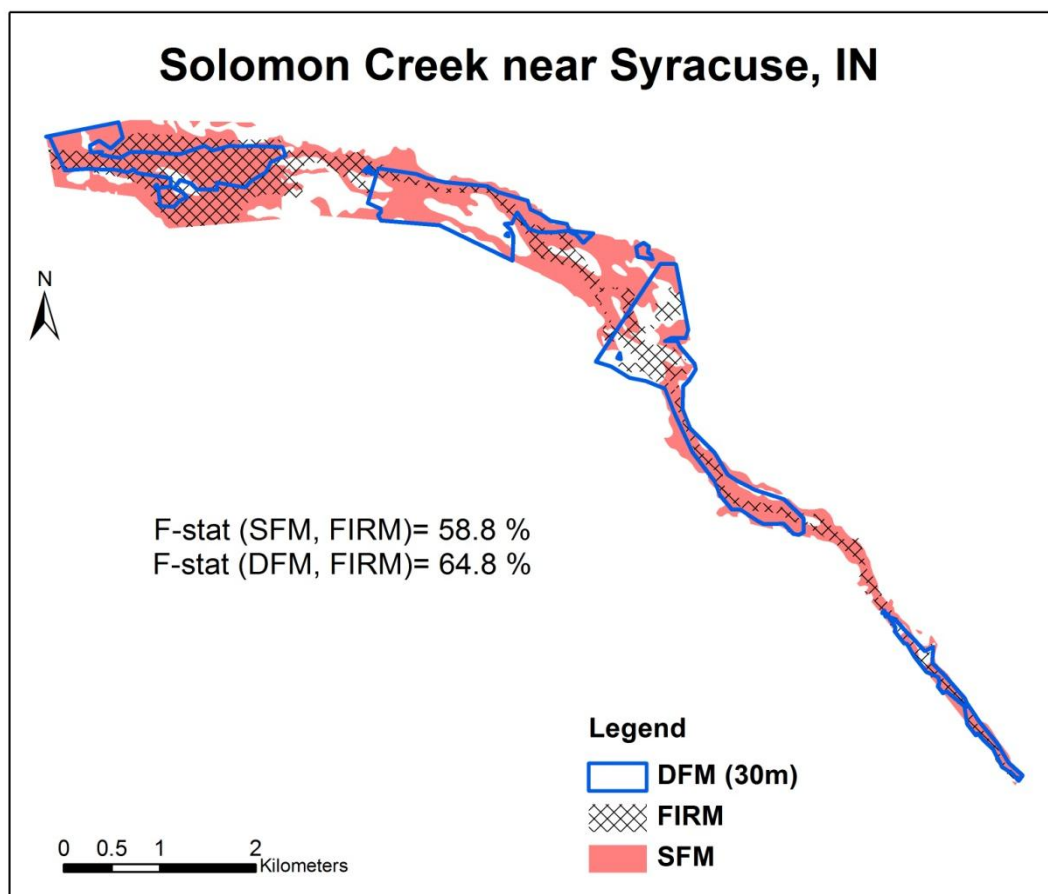 Solomon Creek near Syracuse, IN
N
F-stat (SFM, FIRM)= 58.8 %
F-stat (DFM, FIRM)= 64.8 %
Legend
DFM (30m)
FIRM
SFM
0 0.5 1 2
Kilometers